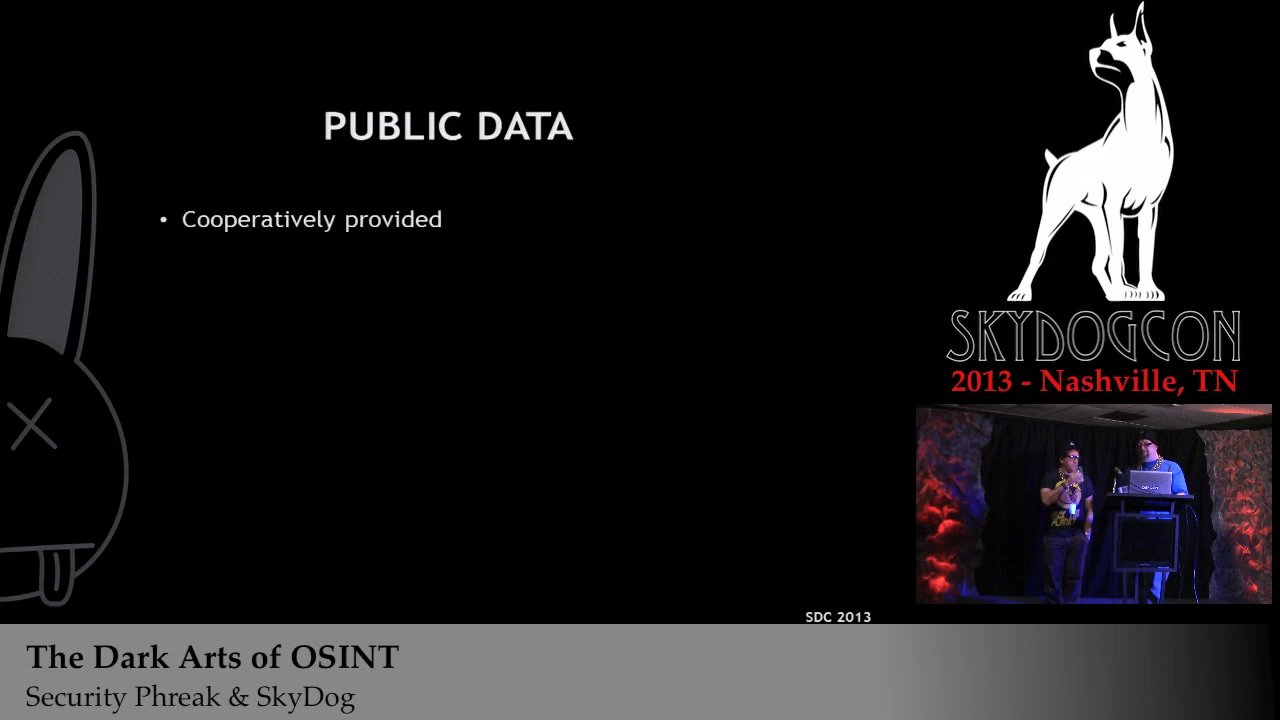 PUBLIC DATA
• Cooperatively provided
SKYDOGCON
2013 - Nashville, TN
SDC 2013
The Dark Arts of OSINT
Security Phreak & SkyDog